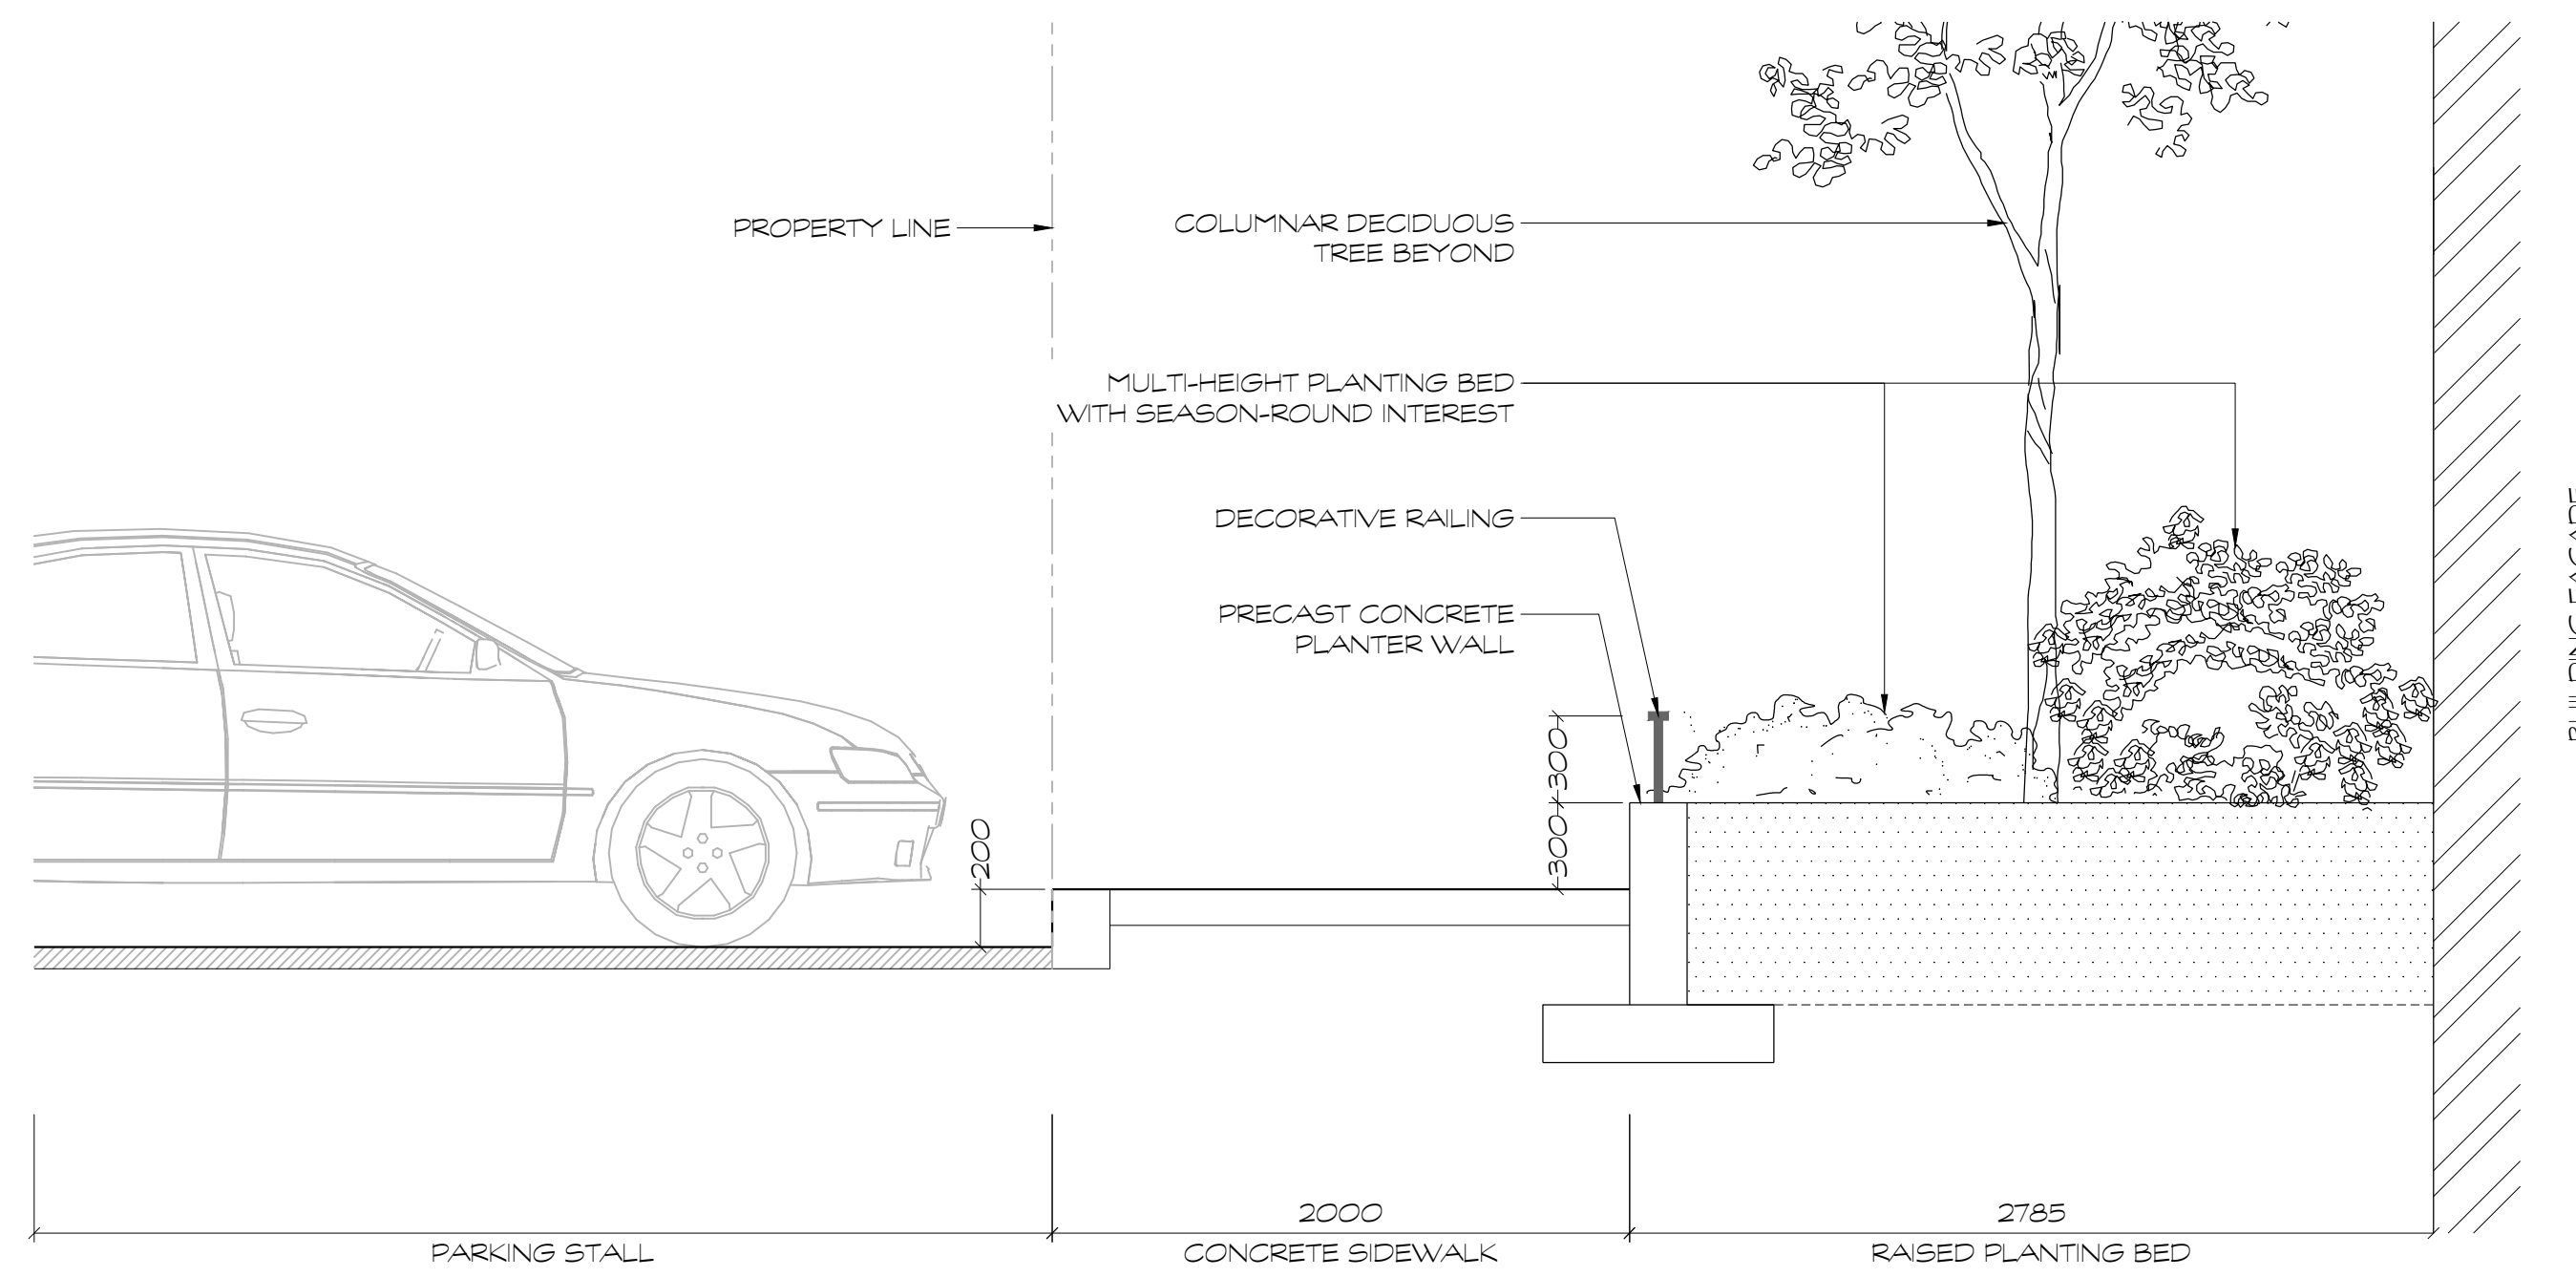 PROPERTY LINE
COLUMNAR DECIDUOUS
TREE BEYOND
MULTI-HEIGHT PLANTING BED
WITH SEASON-ROUND INTEREST
DECORATIVE RAILING
PRECAST CONCRETE
PLANTER WALL
300
300
200
2000
2785
PARKING STALL
CONCRETE SIDEWALK
RAISED PLANTING BED